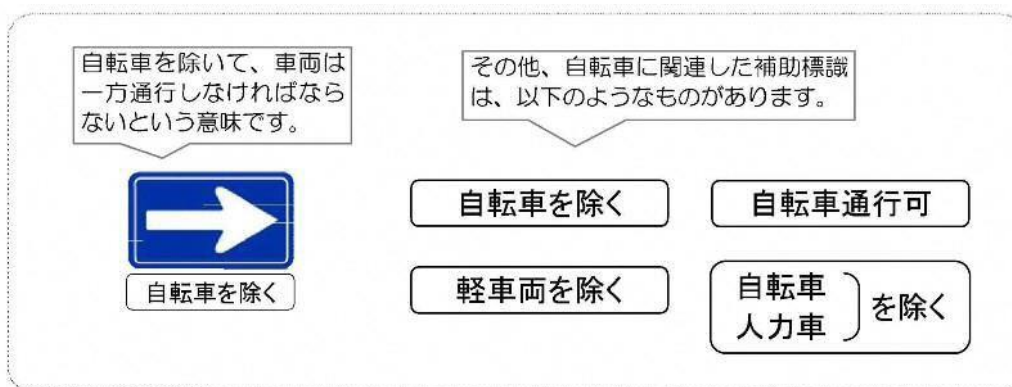 自転車を除いて、車両は
一方通行しなければなら
ないという意味です。
その他、自転車に関連した補助標識
は、以下のようなものがあります。
自転車を除く
自転車を除く
自転車通行可
軽車両を除く
自転車
人力車
を除く